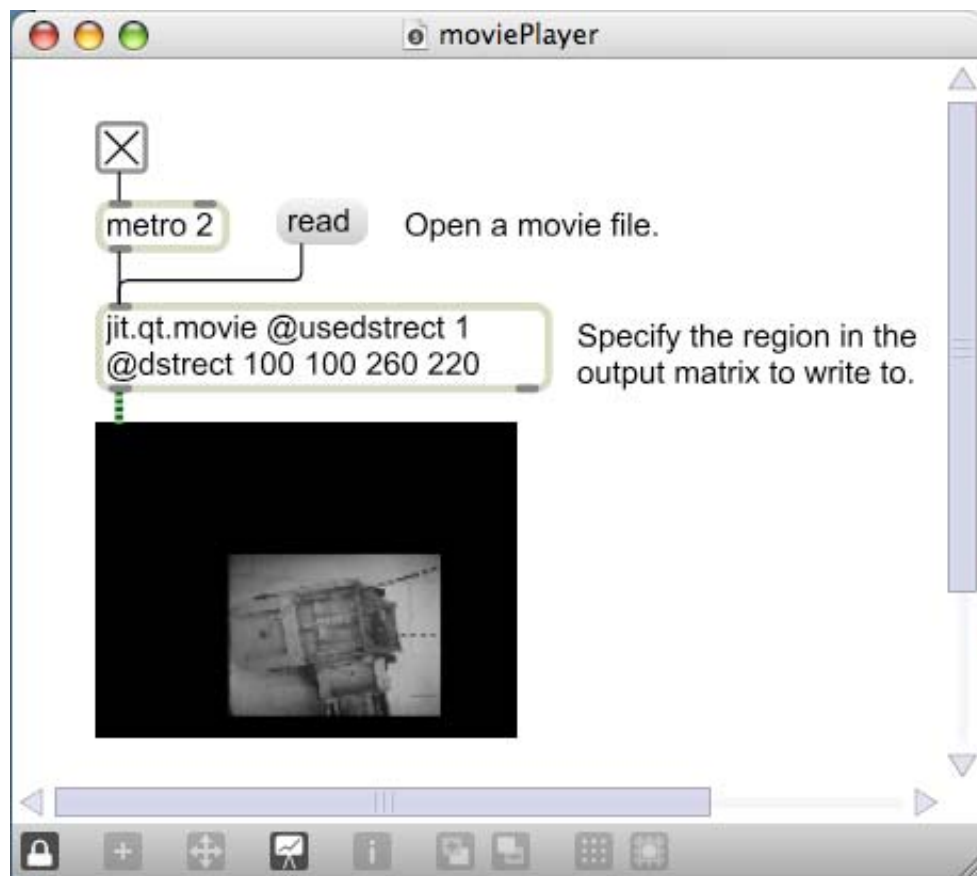 moviePlayer
metro 2
read
Open a movie file.
jit.qt.movie @usedstrect 1
@dstrect 100 100 260 220
Specify the region in the
output matrix to write to.